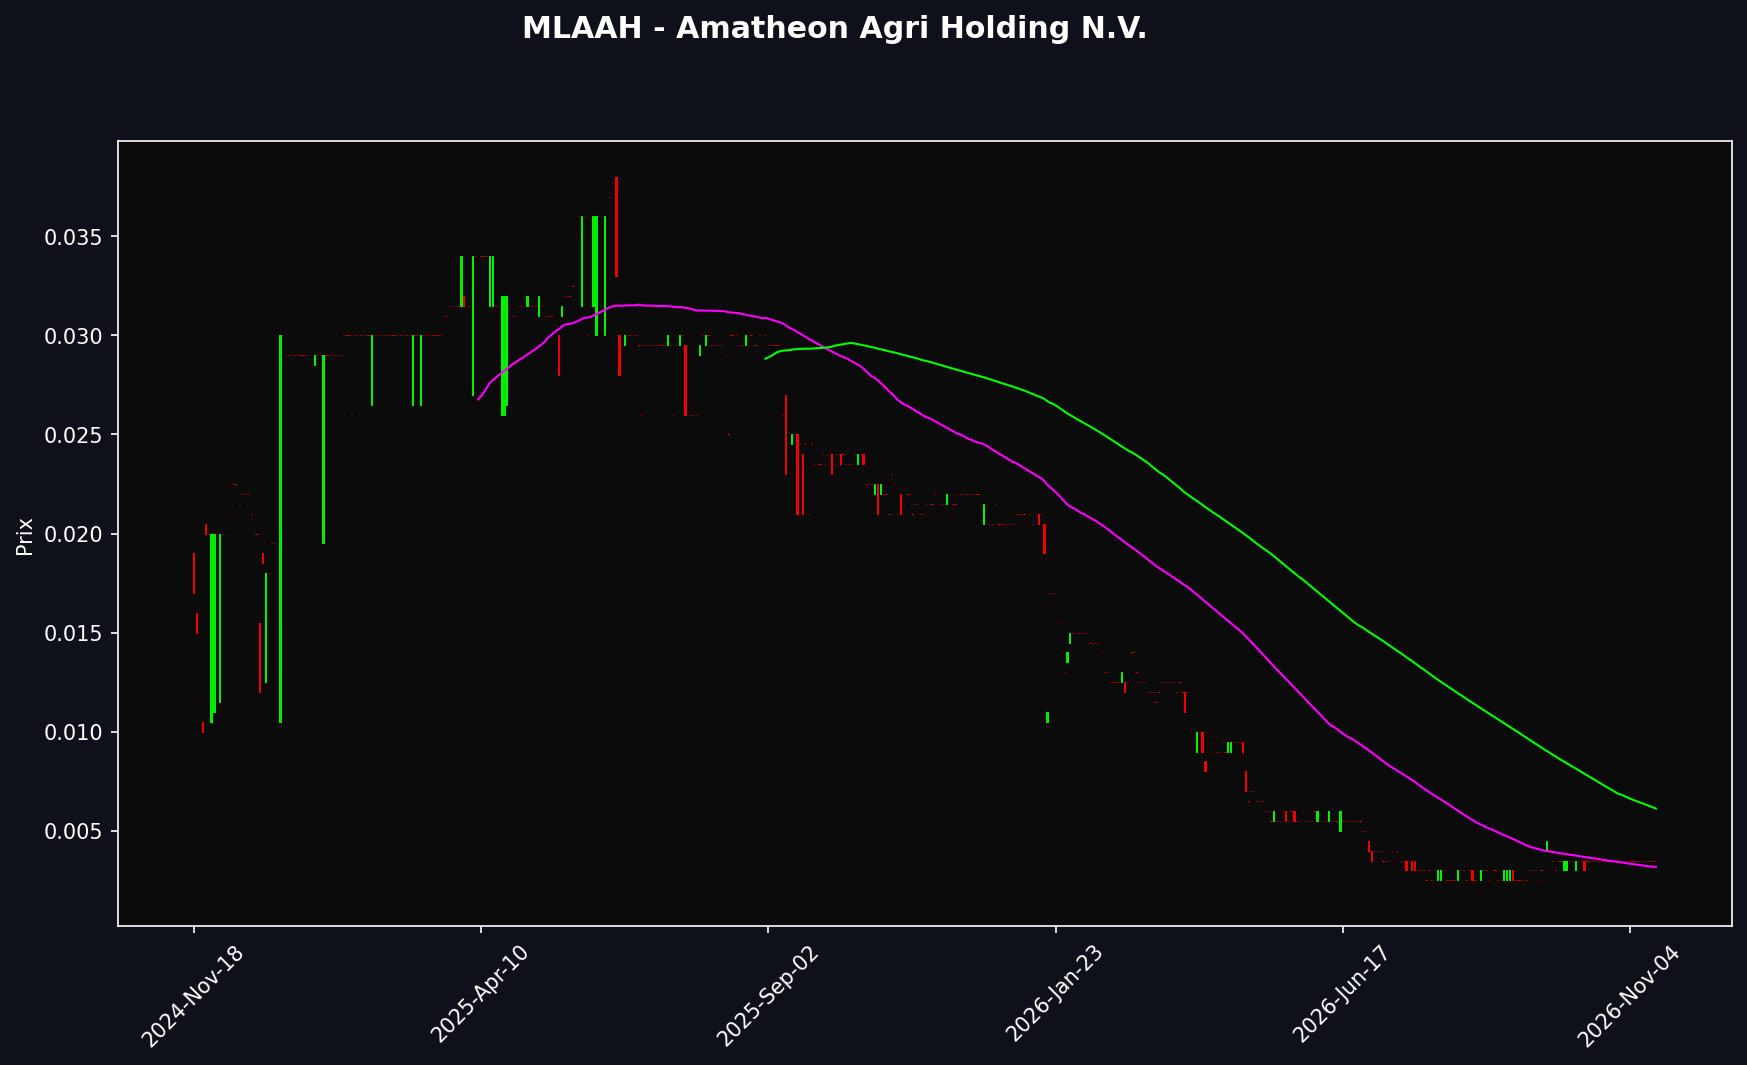 MLAAH - Amatheon Agri Holding N.V.
Prix
0.035
0.030
0.025
0.020
0.015
0.010
0.005
2024-Nov-18
2025-Apr-10
2025-Sep-02
2026-Jan-23
2026-Jun-17
2026-Nov-04